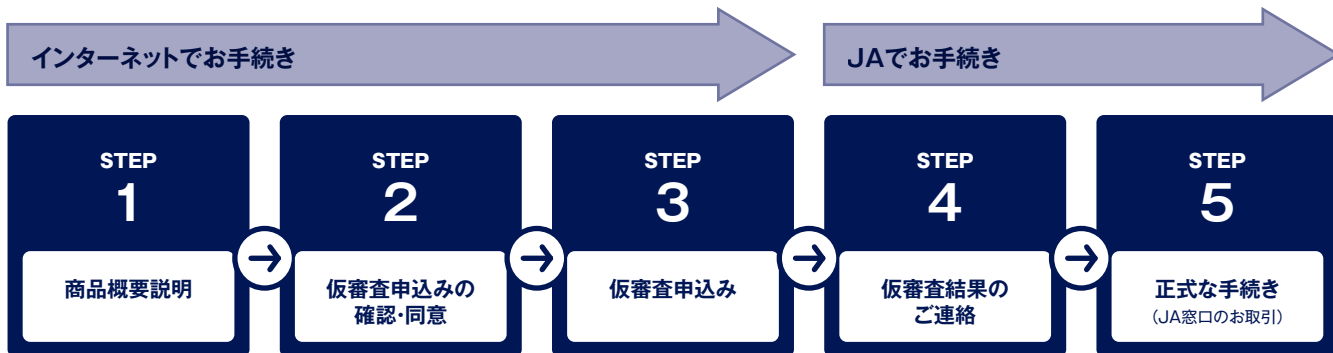 インターネットでお手続き
JAでお手続き
STEP
1
商品概要説明
STEP
2
仮審査申込みの
確認・同意
STEP
3
仮審査申込み
STEP
4
仮審査結果の
ご連絡
STEP
5
正式な手続き
(JA窓口のお取引)